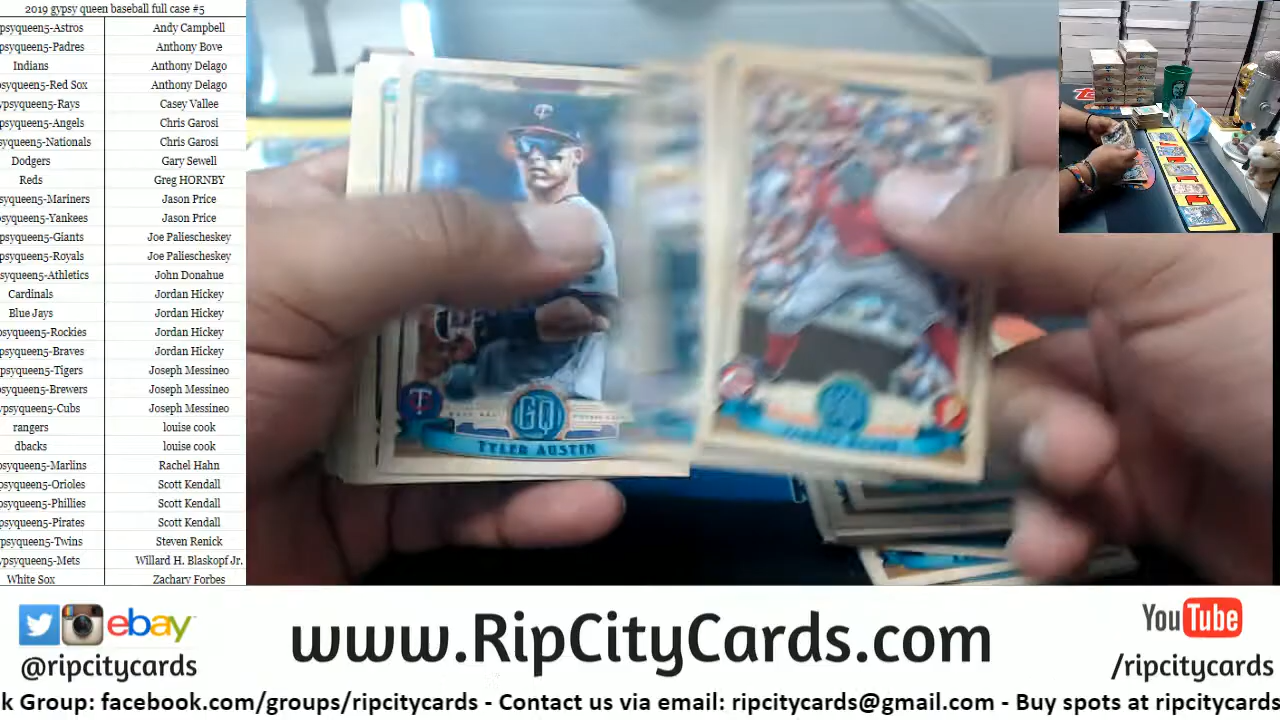 2019 gypsy queen baseball full case #5
psyqueen5-Astros Andy Campbell
psyqueen5-Padres Anthony Bove
Indians Anthony Delago
psyqueen5-Red Sox Anthony Delago
ypsyqueen5-Rays Casey Vallee
psyqueen5-Angels Chris Garosi
syqueen5-Nationals Chris Garosi
Dodgers Gary Sewell
Reds Greg HORNBY
psyqueen5-Mariners Jason Price
psyqueen5-Yankees Jason Price
psyqueen5-Giants Joe Paliescheskey
psyqueen5-Royals Joe Paliescheskey
psyqueen5-Athletics John Donahue
Cardinals Jordan Hickey
Blue Jays Jordan Hickey
psyqueen5-Rockies Jordan Hickey
psyqueen5-Braves Jordan Hickey
psyqueen5-Tigers Joseph Messineo
psyqueen5-Brewers Joseph Messineo
ypsyqueen5-Cubs Joseph Messineo
rangers louise cook
dbacks louise cook
psyqueen5-Marlins Rachel Hahn
psyqueen5-Orioles Scott Kendall
psyqueen5-Phillies Scott Kendall
psyqueen5-Pirates Scott Kendall
psyqueen5-Twins Steven Renick
ypsyqueen5-Mets Willard H. Blaskopf Jr.
White Sox Zachary Forbes
T
GQ
TYLER AUSTIN
ebay
@ripcitycards
www.RipCityCards.com
YouTube
/ripcitycards
k Group: facebook.com/groups/ripcitycards - Contact us via email: ripcitycards@gmail.com - Buy spots at ripcitycards